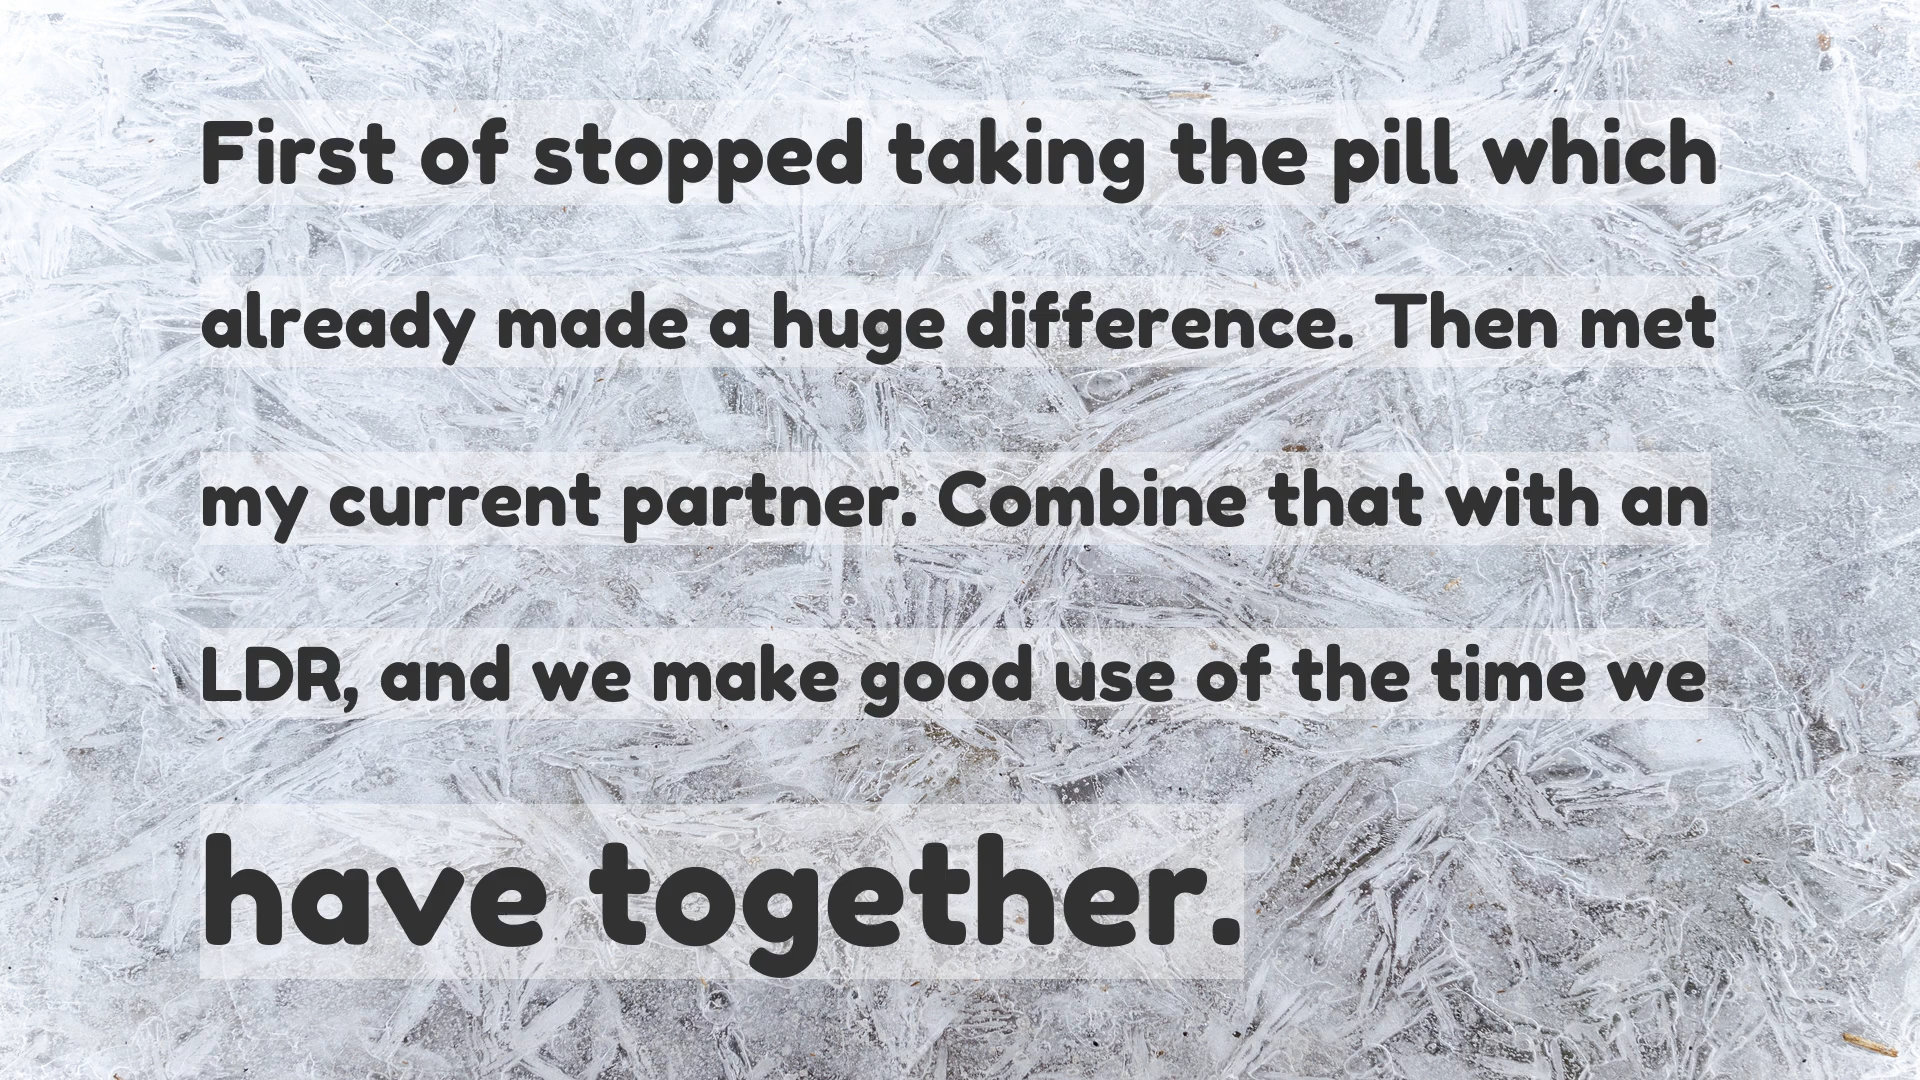 First of stopped taking the pill which
already made a huge difference. Then met
my current partner. Combine that with an
LDR, and we make good use of the time we
have together.